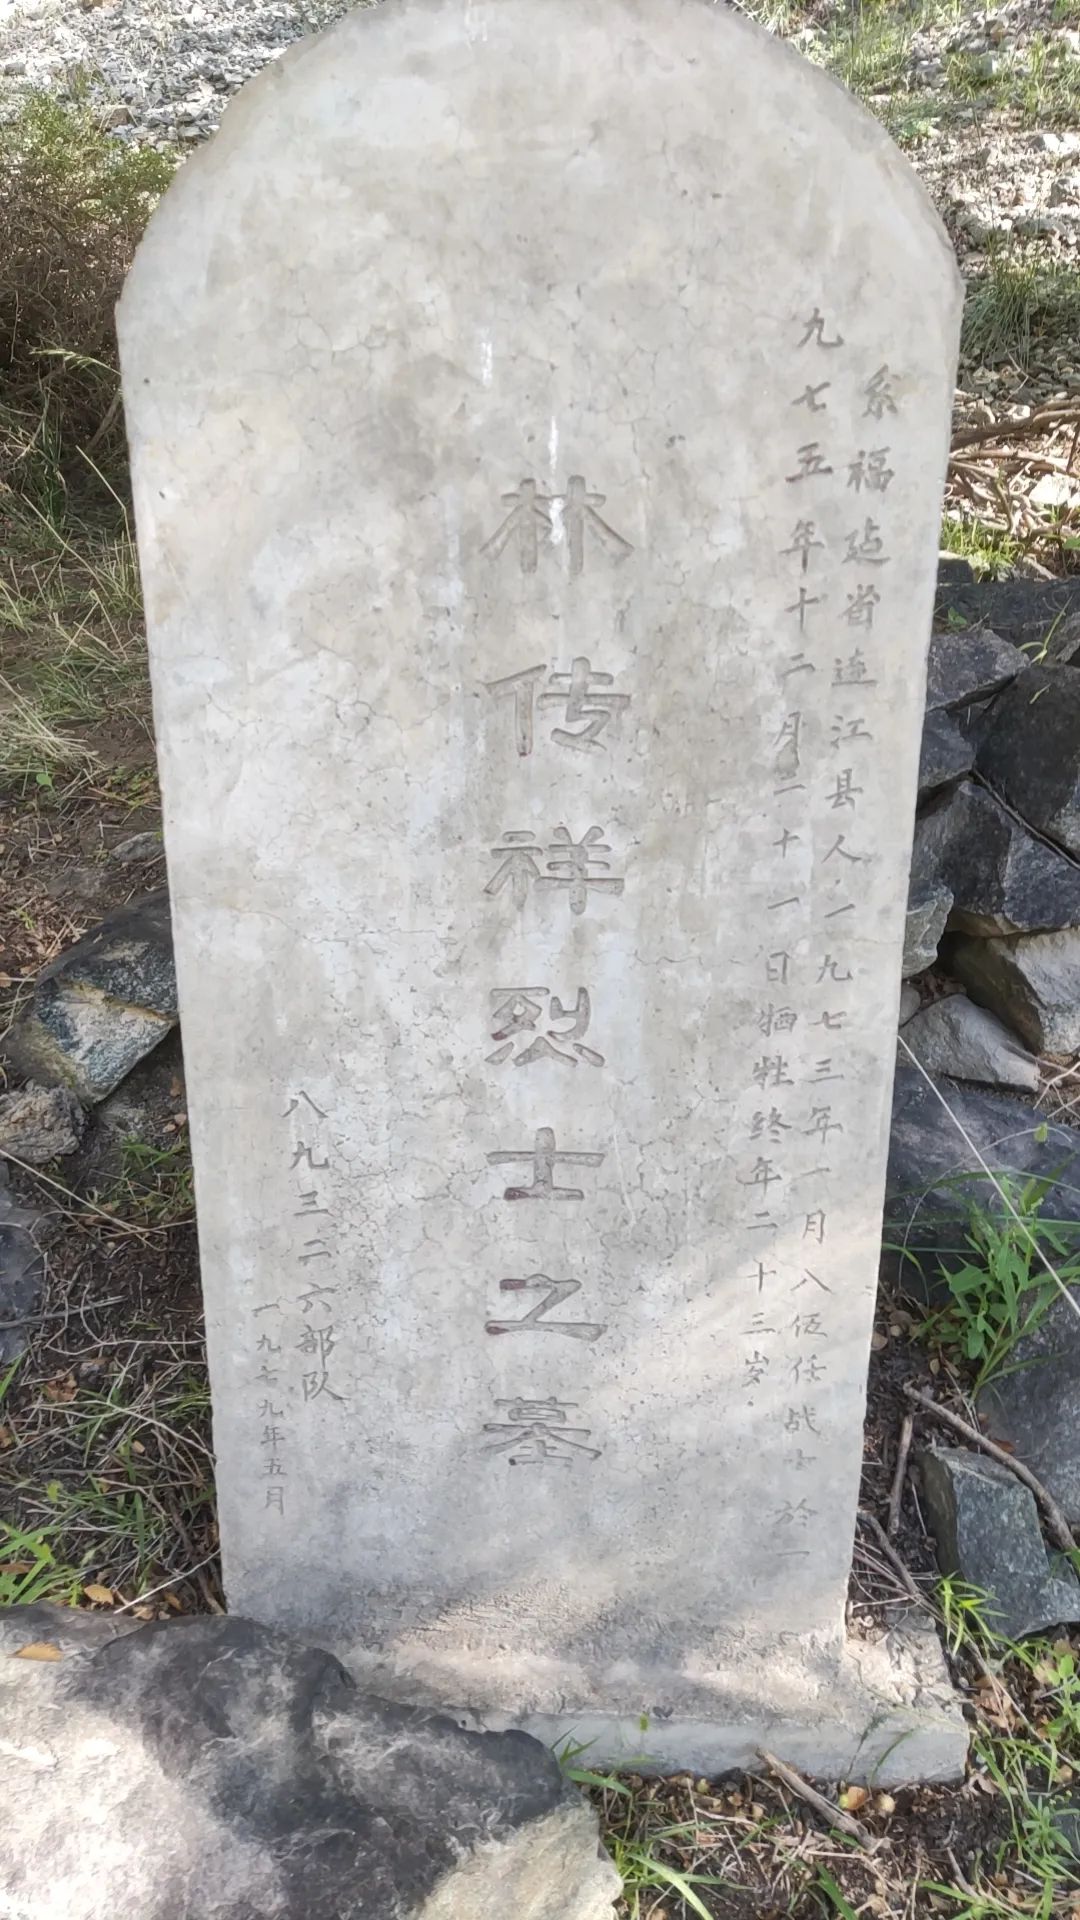 系福建省连江县人一九七三年一月入伍任战士於一
九七五年十二月二十一日牺牲终年二十三岁
林传祥烈士之墓
八九三二六部队
一九七九年五月